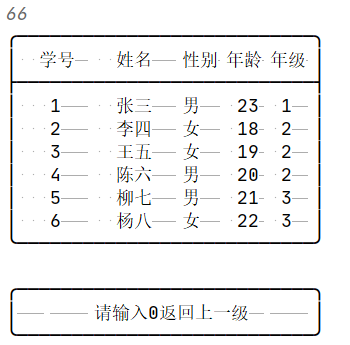 66
学号 姓名 性别 年龄 年级
1 张三 男 23 1
2 李四 女 18 2
3 王五 女 19 2
4 陈六 男 20 2
5 柳七 男 21 3
6 杨八 女 22 3
请输入0返回上一级